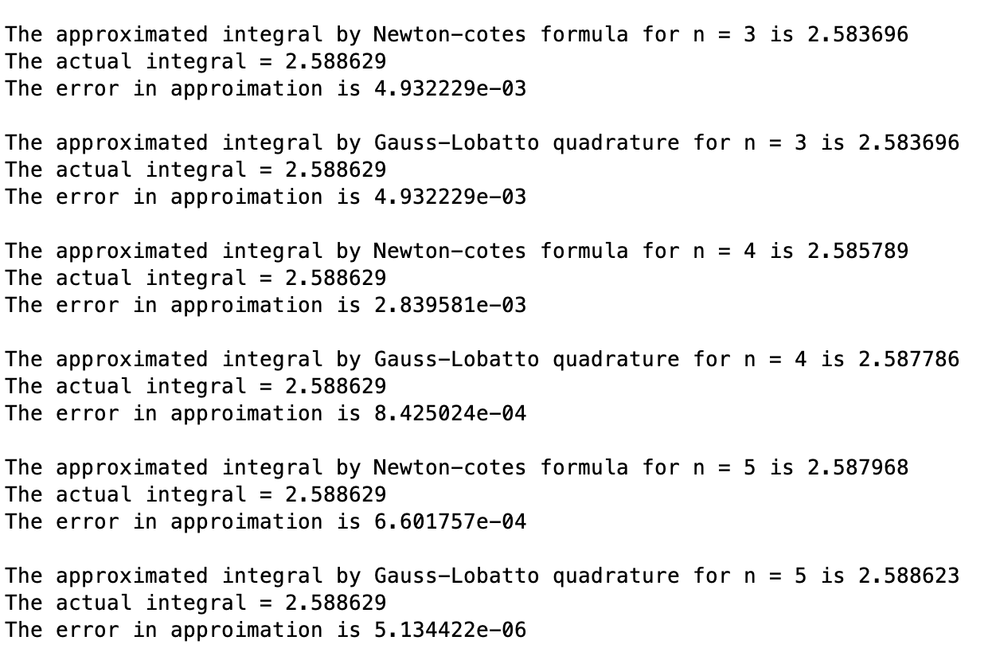 The approximated integral by Newton-cotes formula for n = 3 is 2.583696
The actual integral = 2.588629
The error in approimation is 4.932229e-03
The approximated integral by Gauss-Lobatto quadrature for n = 3 is 2.583696
The actual integral = 2.588629
The error in approimation is 4.932229e-03
The approximated integral by Newton-cotes formula for n = 4 is 2.585789
The actual integral = 2.588629
The error in approimation is 2.839581e-03
The approximated integral by Gauss-Lobatto quadrature for n = 4 is 2.587786
The actual integral = 2.588629
The error in approimation is 8.425024e-04
The approximated integral by Newton-cotes formula for n = 5 is 2.587968
The actual integral = 2.588629
The error in approimation is 6.601757e-04
The approximated integral by Gauss-Lobatto quadrature for n = 5 is 2.588623
The actual integral = 2.588629
The error in approimation is 5.134422e-06